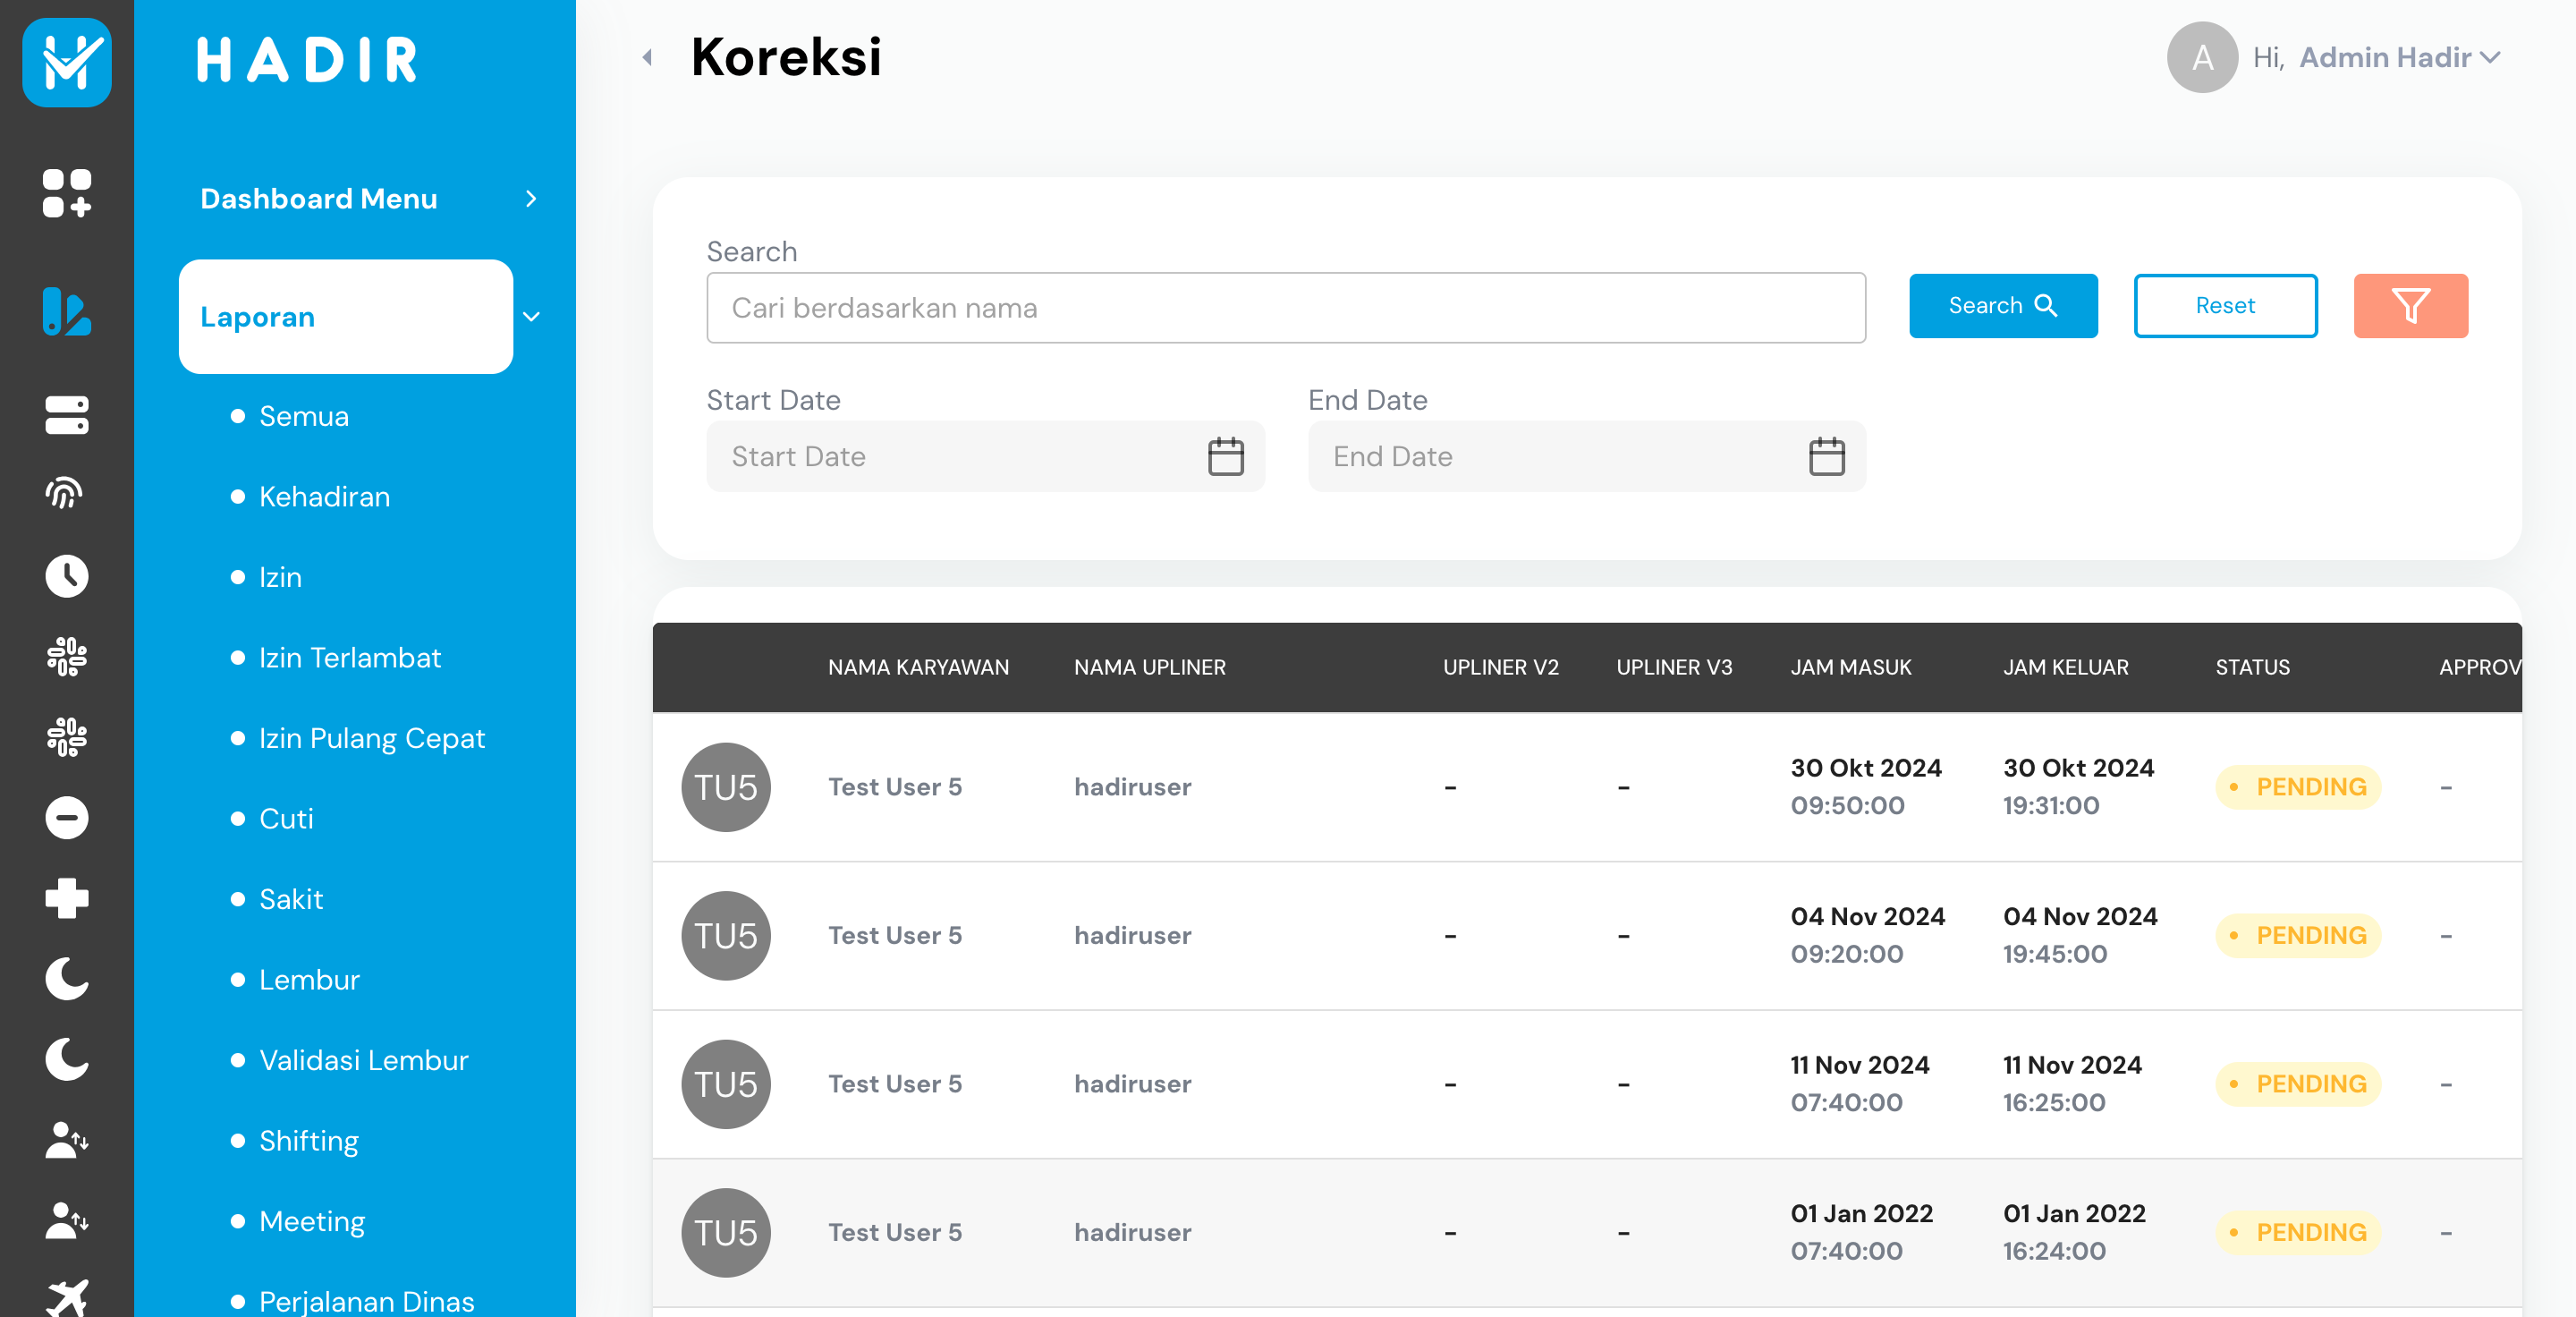 HADIR
Koreksi
A
Hi, Admin Hadir
Dashboard Menu
Laporan
Semua
Kehadiran
Izin
Izin Terlambat
Izin Pulang Cepat
Cuti
Sakit
Lembur
Validasi Lembur
Shifting
Meeting
Perjalanan Dinas
Search
Cari berdasarkan nama
Search
Reset
Start Date
End Date
Start Date
End Date
NAMA KARYAWAN NAMA UPLINER UPLINER V2 UPLINER V3 JAM MASUK JAM KELUAR STATUS APPROV
TU5 Test User 5 hadiruser - - 30 Okt 2024 30 Okt 2024 PENDING -
09:50:00 19:31:00
TU5 Test User 5 hadiruser - - 04 Nov 2024 04 Nov 2024 PENDING -
09:20:00 19:45:00
TU5 Test User 5 hadiruser - - 11 Nov 2024 11 Nov 2024 PENDING -
07:40:00 16:25:00
TU5 Test User 5 hadiruser - - 01 Jan 2022 01 Jan 2022 PENDING -
07:40:00 16:24:00